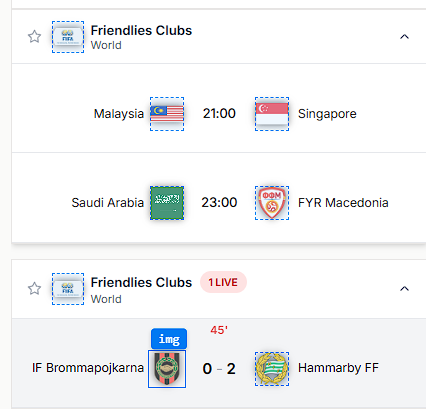 Friendlies Clubs
World
Malaysia 21:00 Singapore
Saudi Arabia 23:00 FYR Macedonia
Friendlies Clubs 1 LIVE
World
img
45'
IF Brommapojkarna 0 - 2 Hammarby FF